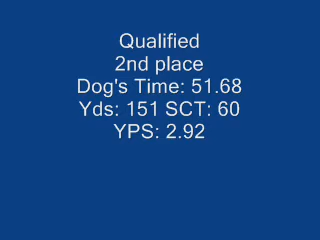 Qualified
2nd place
Dog's Time: 51.68
Yds: 151 SCT: 60
YPS: 2.92